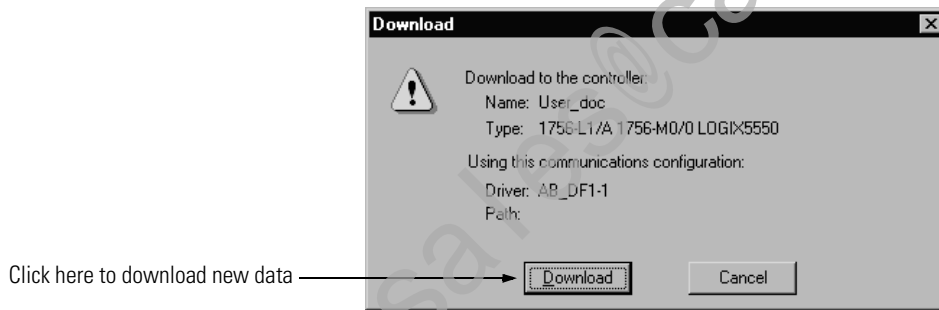 Download
Download to the controller:
Name: User_doc
Type: 1756-L1/A 1756-M0/0 LOGIX5550
Using this communications configuration:
Driver: AB_DF1-1
Path:
Click here to download new data
Download
Cancel